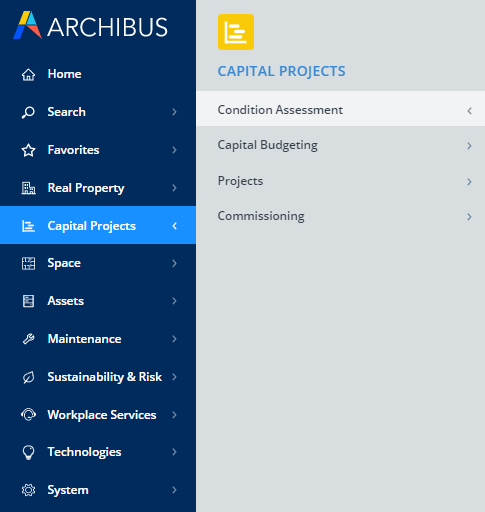 ARCHIBUS
Home
Search
Favorites
Real Property
Capital Projects
Space
Assets
Maintenance
Sustainability & Risk
Workplace Services
Technologies
System
CAPITAL PROJECTS
Condition Assessment
Capital Budgeting
Projects
Commissioning